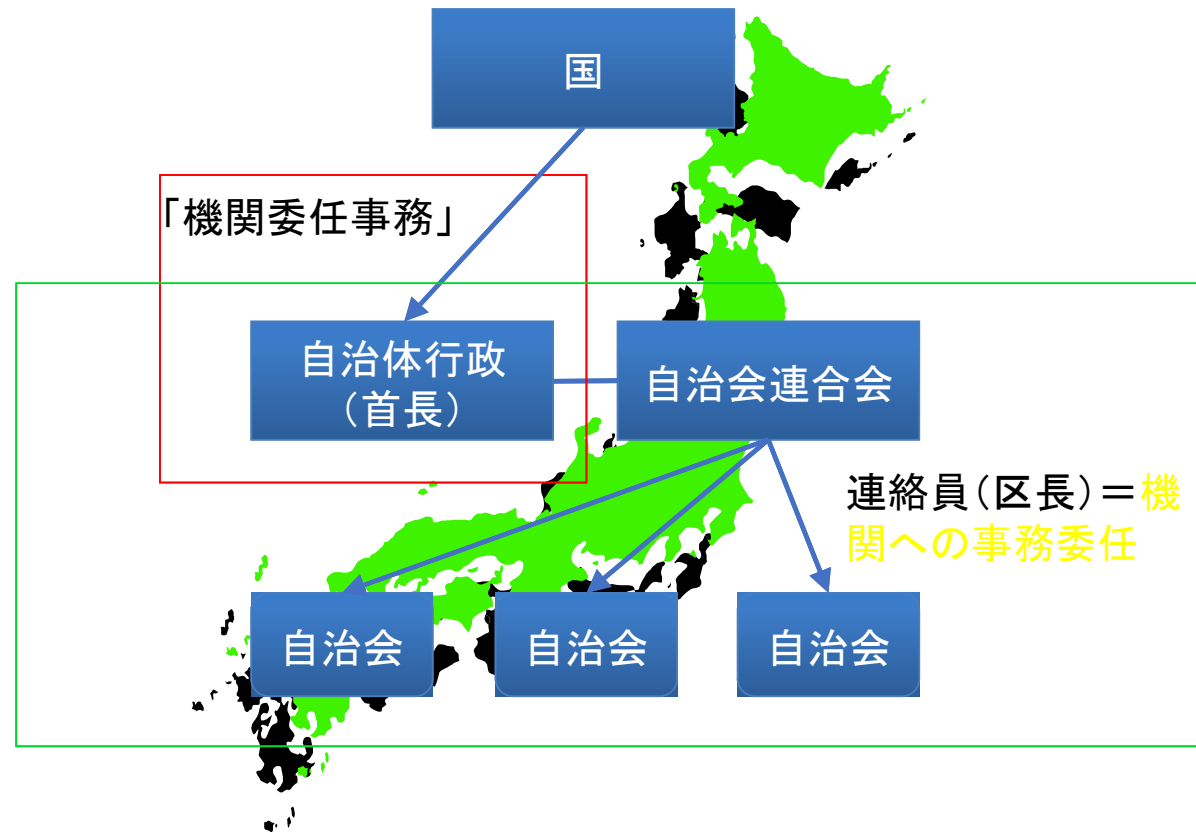 国
「機関委任事務」
自治体行政
（首長）
自治会連合会
連絡員（区長）＝機
関への事務委任
自治会
自治会
自治会